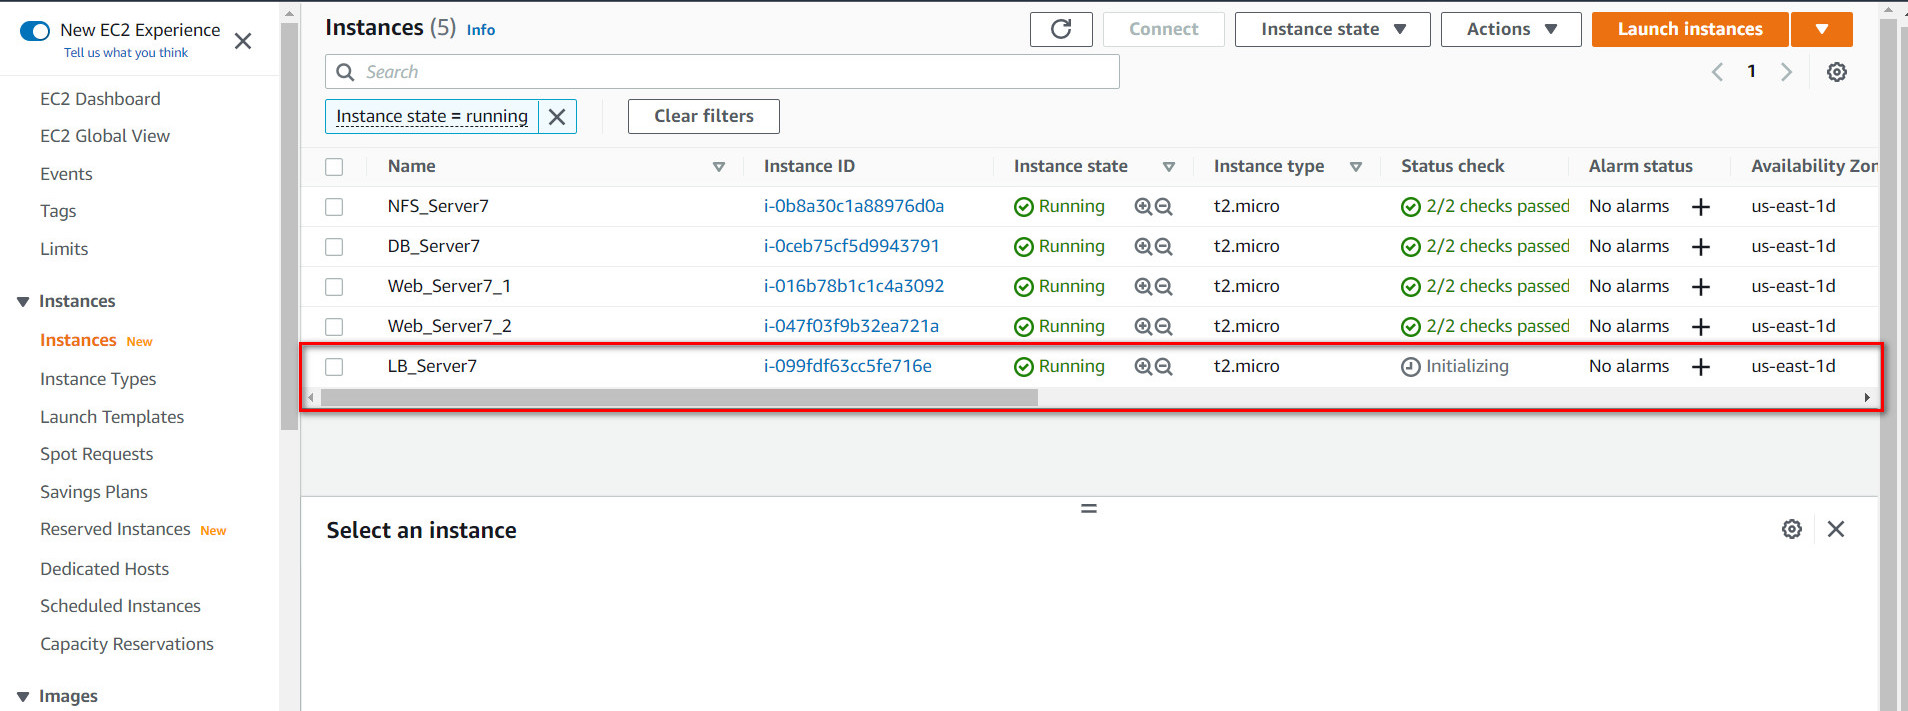 New EC2 Experience
Tell us what you think
EC2 Dashboard
EC2 Global View
Events
Tags
Limits
Instances
Instances New
Instance Types
Launch Templates
Spot Requests
Savings Plans
Reserved Instances New
Dedicated Hosts
Scheduled Instances
Capacity Reservations
Images
Instances (5) Info
Connect
Instance state
Actions
Launch instances
Search
1
Instance state = running
Clear filters
Name Instance ID Instance state Instance type Status check Alarm status Availability Zon
NFS_Server7 i-0b8a30c1a88976d0a Running t2.micro 2/2 checks passed No alarms us-east-1d
DB_Server7 i-0ceb75cf5d9943791 Running t2.micro 2/2 checks passed No alarms us-east-1d
Web_Server7_1 i-016b78b1c1c4a3092 Running t2.micro 2/2 checks passed No alarms us-east-1d
Web_Server7_2 i-047f03f9b32ea721a Running t2.micro 2/2 checks passed No alarms us-east-1d
LB_Server7 i-099fdf63cc5fe716e Running t2.micro Initializing No alarms us-east-1d
Select an instance